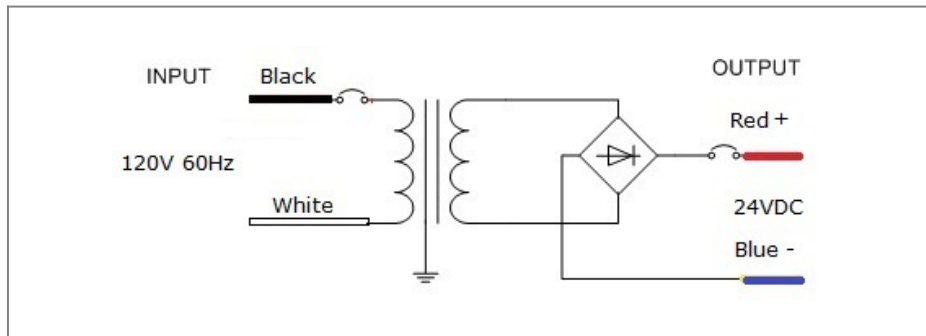 INPUT
Black
OUTPUT
Red +
120V 60Hz
White
24VDC
Blue -